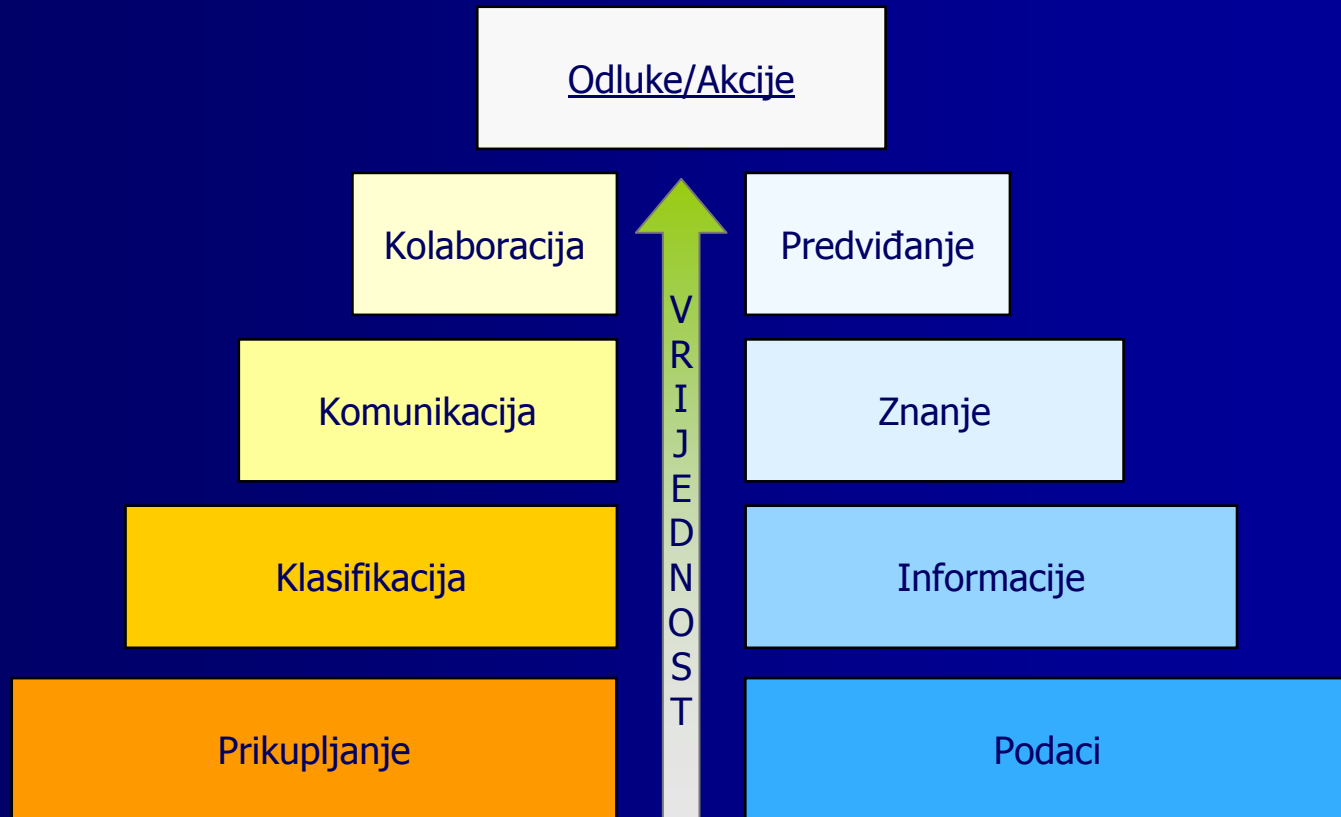 Odluke/Akcije
Kolaboracija
Predviđanje
VRIJEDNOST
Komunikacija
Znanje
Klasifikacija
Informacije
Prikupljanje
Podaci